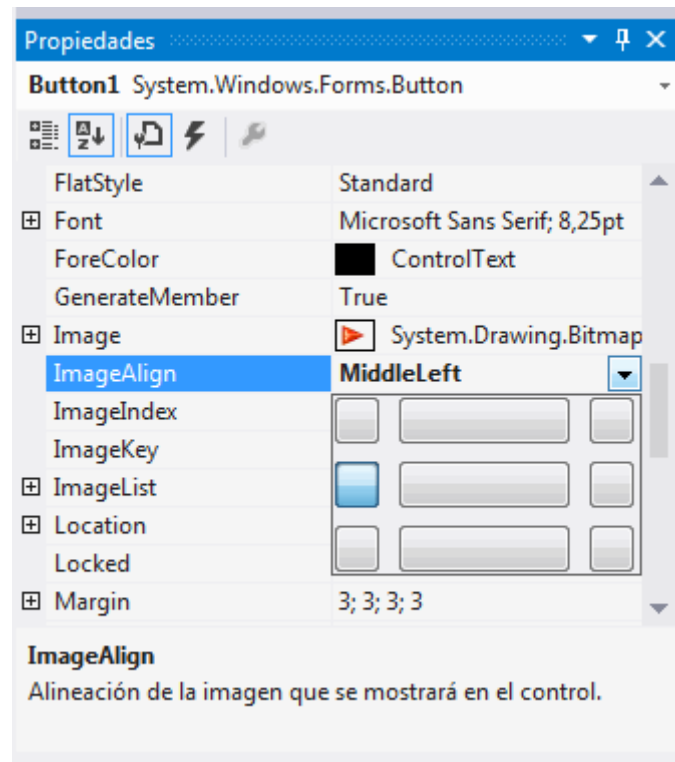 Propiedades
Button1 System.Windows.Forms.Button
FlatStyle Standard
Font Microsoft Sans Serif; 8,25pt
ForeColor ControlText
GenerateMember True
Image System.Drawing.Bitmap
ImageAlign MiddleLeft
ImageIndex
ImageKey
ImageList
Location
Locked
Margin 3; 3; 3; 3
ImageAlign
Alineación de la imagen que se mostrará en el control.